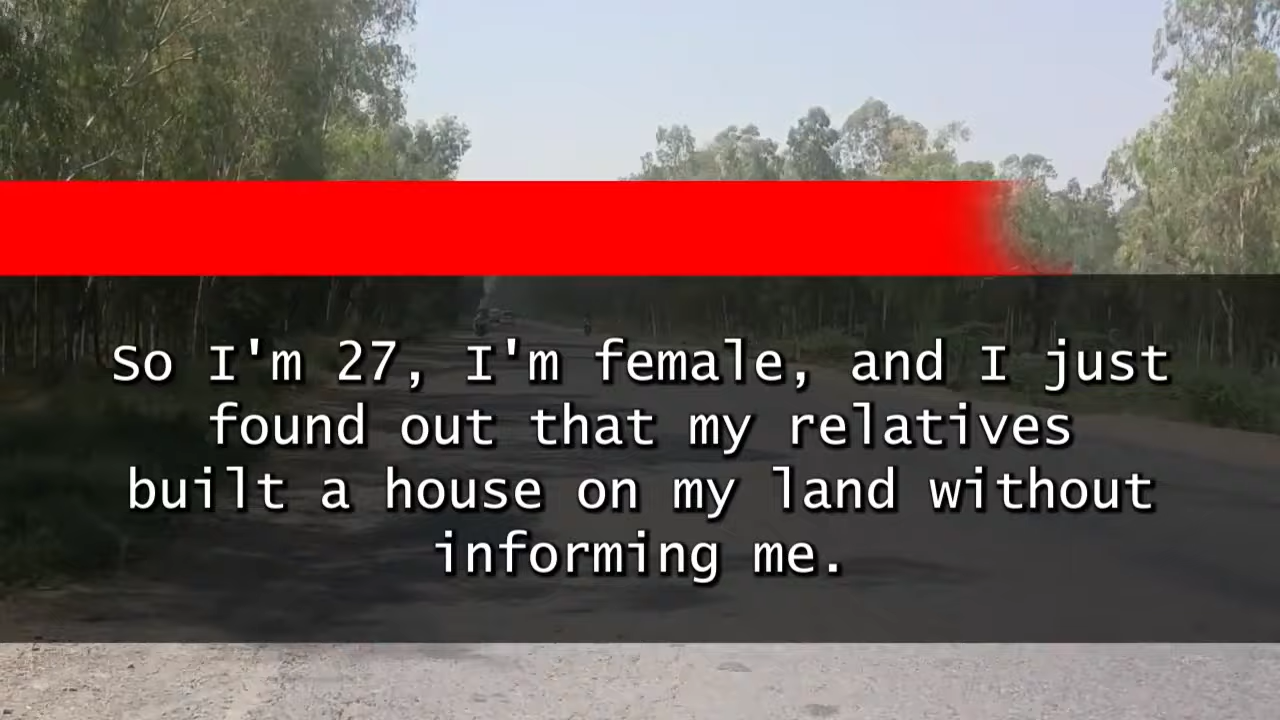 So I'm 27, I'm female, and I just
found out that my relatives
built a house on my land without
informing me.